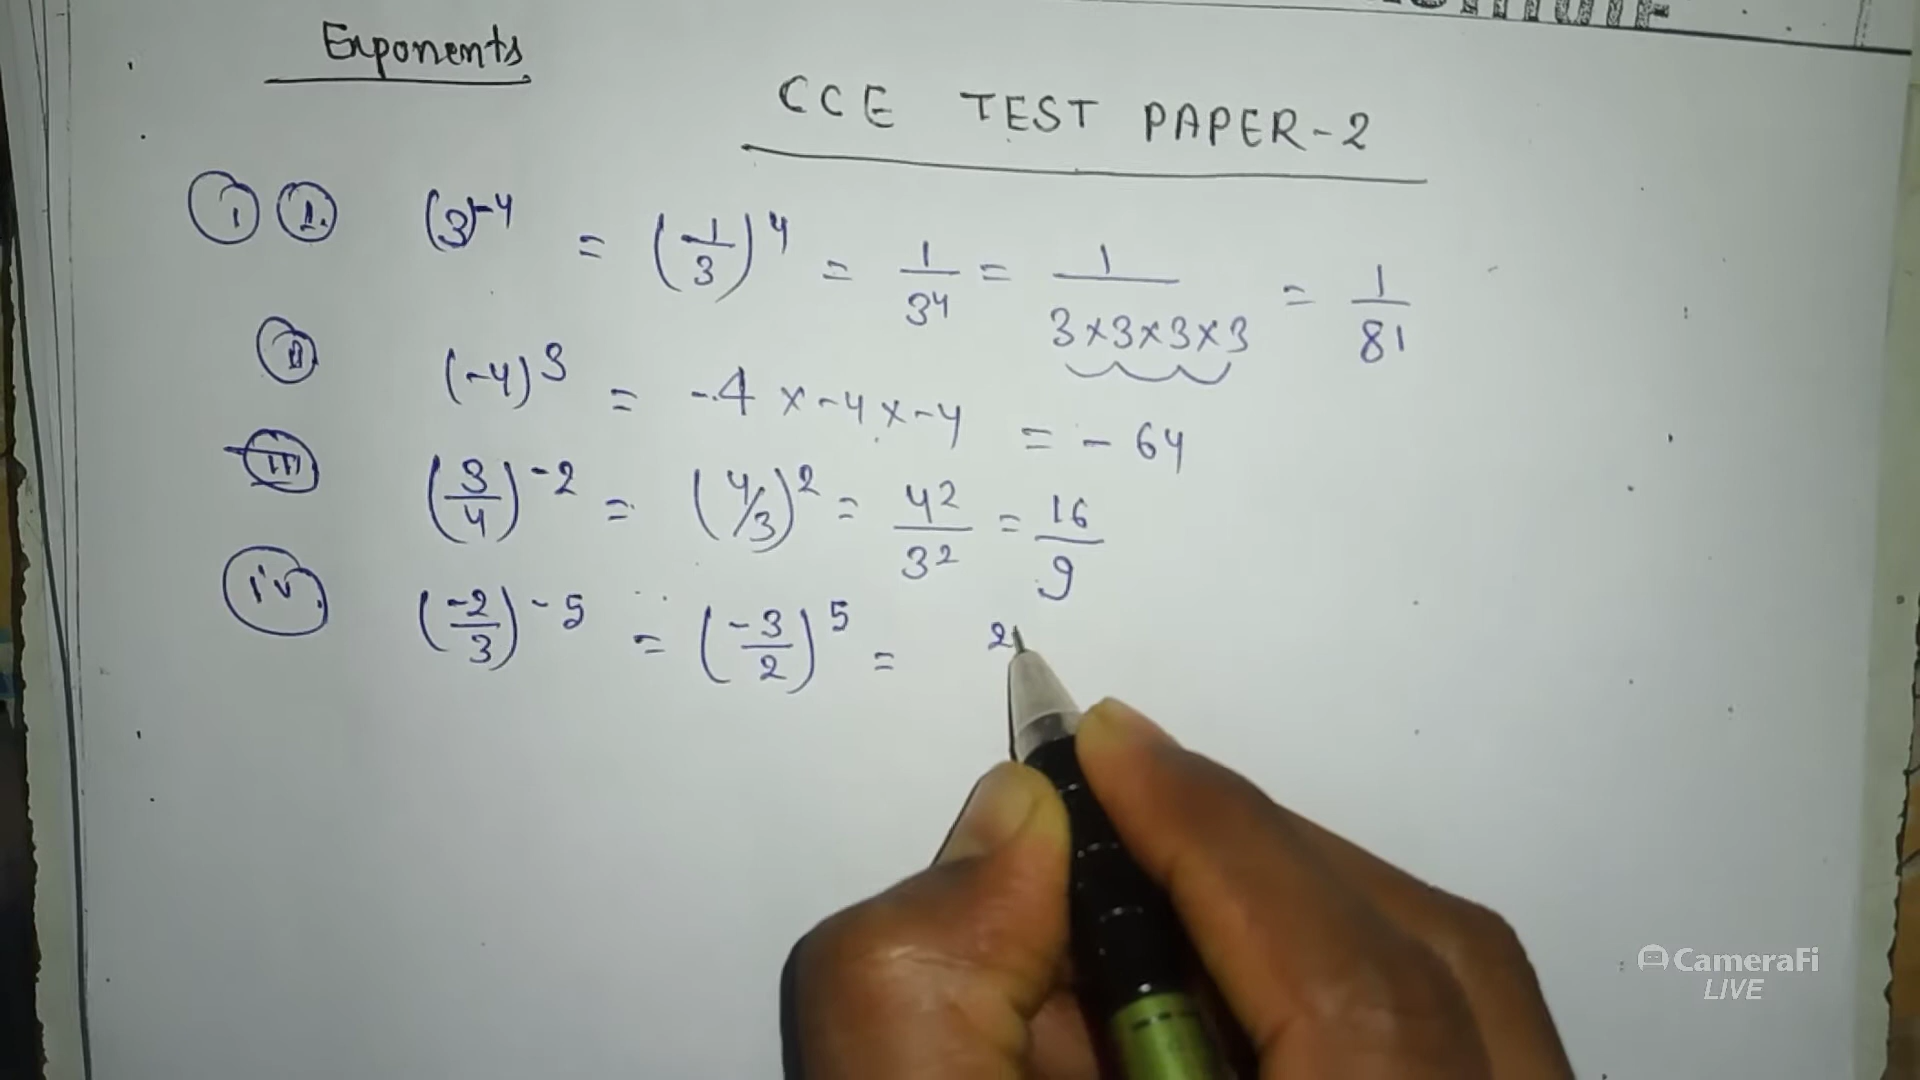 Exponents
CCE TEST PAPER-2
① ①. (3)^-4 = (1/3)^4 = 1/3^4 = 1/(3×3×3×3) = 1/81
ⅱ (-4)^3 = -4 × -4 × -4 = -64
ⅲ (3/4)^-2 = (4/3)^2 = 4^2/3^2 = 16/9
iv. (-2/3)^-5 = (-3/2)^5 = 2
CameraFi
LIVE